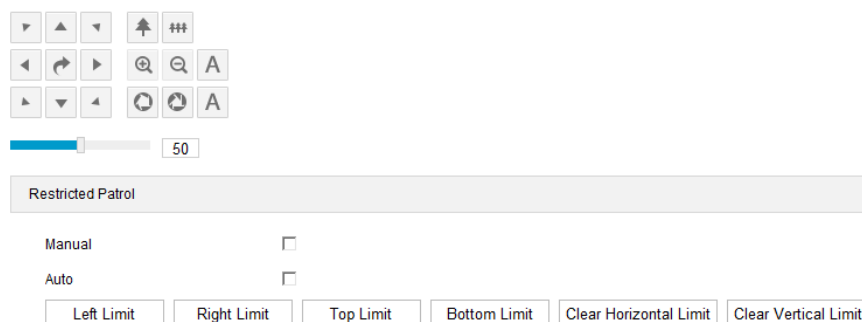 A
A
50
Restricted Patrol
Manual
Auto
Left Limit Right Limit Top Limit Bottom Limit Clear Horizontal Limit Clear Vertical Limit